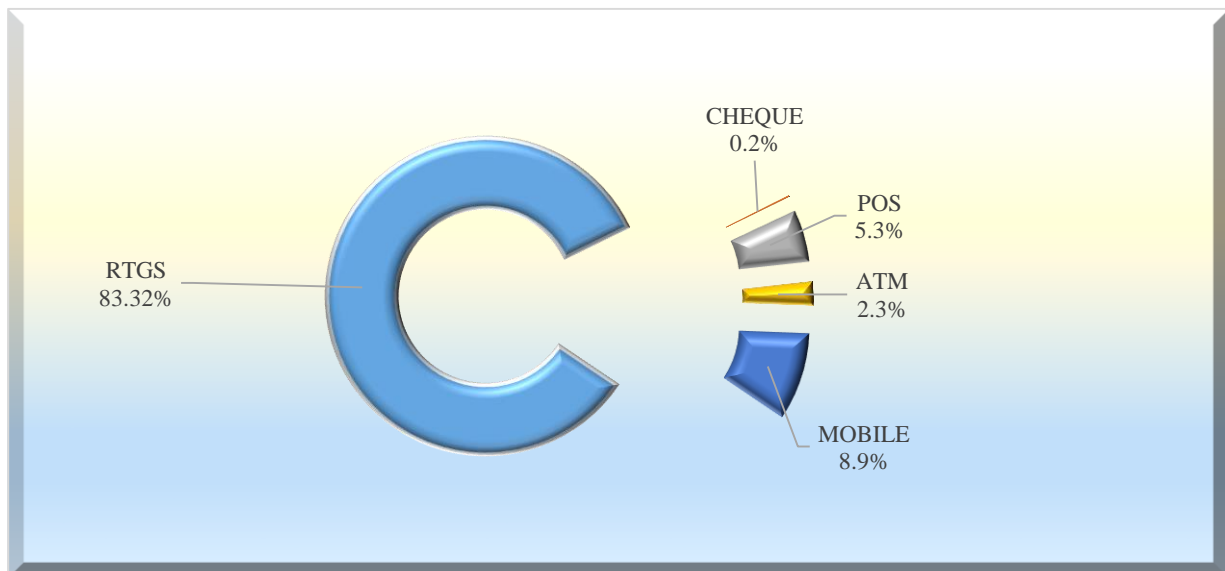 CHEQUE
0.2%
POS
5.3%
RTGS
83.32%
ATM
2.3%
MOBILE
8.9%